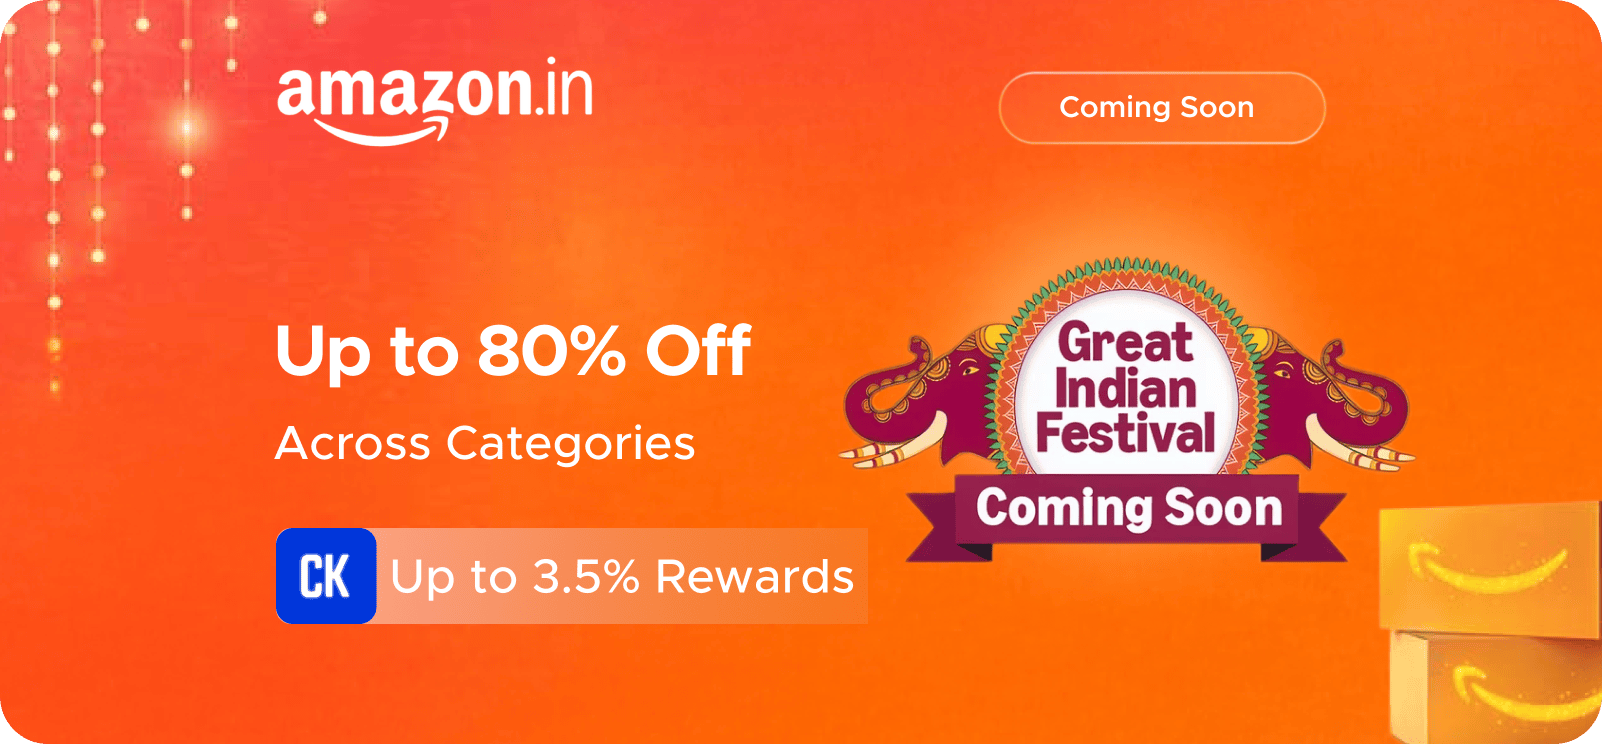 amazon.in
Coming Soon
Up to 80% Off
Across Categories
CK Up to 3.5% Rewards
Great
Indian
Festival
Coming Soon